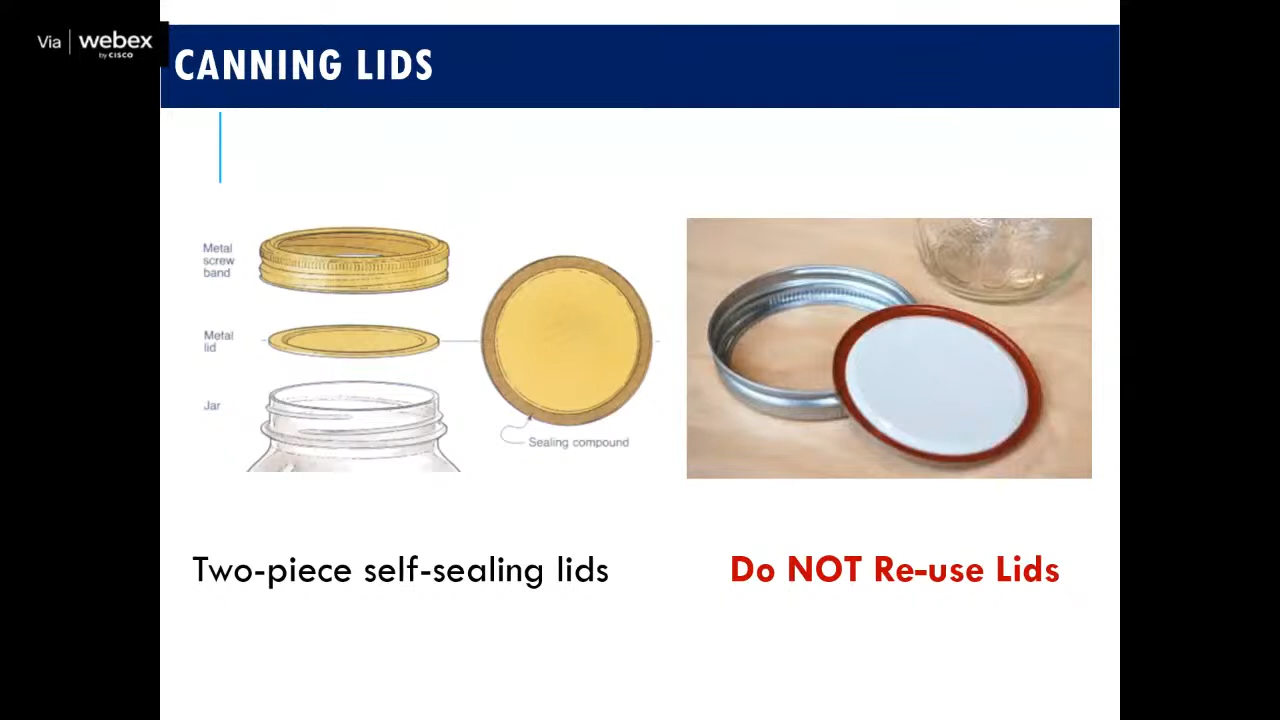 Via webex
by CISCO
CANNING LIDS
Metal
screw
band
Metal
lid
Jar
Sealing compound
Two-piece self-sealing lids
Do NOT Re-use Lids